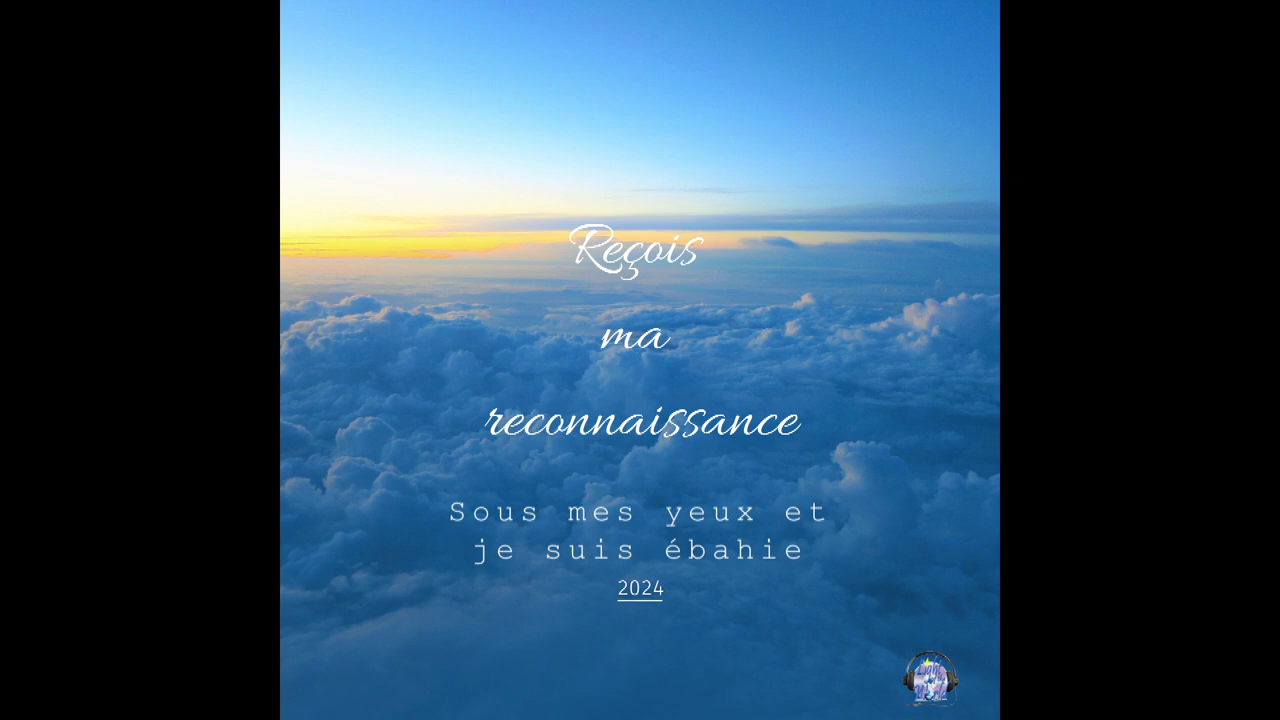 Reçois
ma
reconnaissance
Sous mes yeux et
je suis ébahie
2024